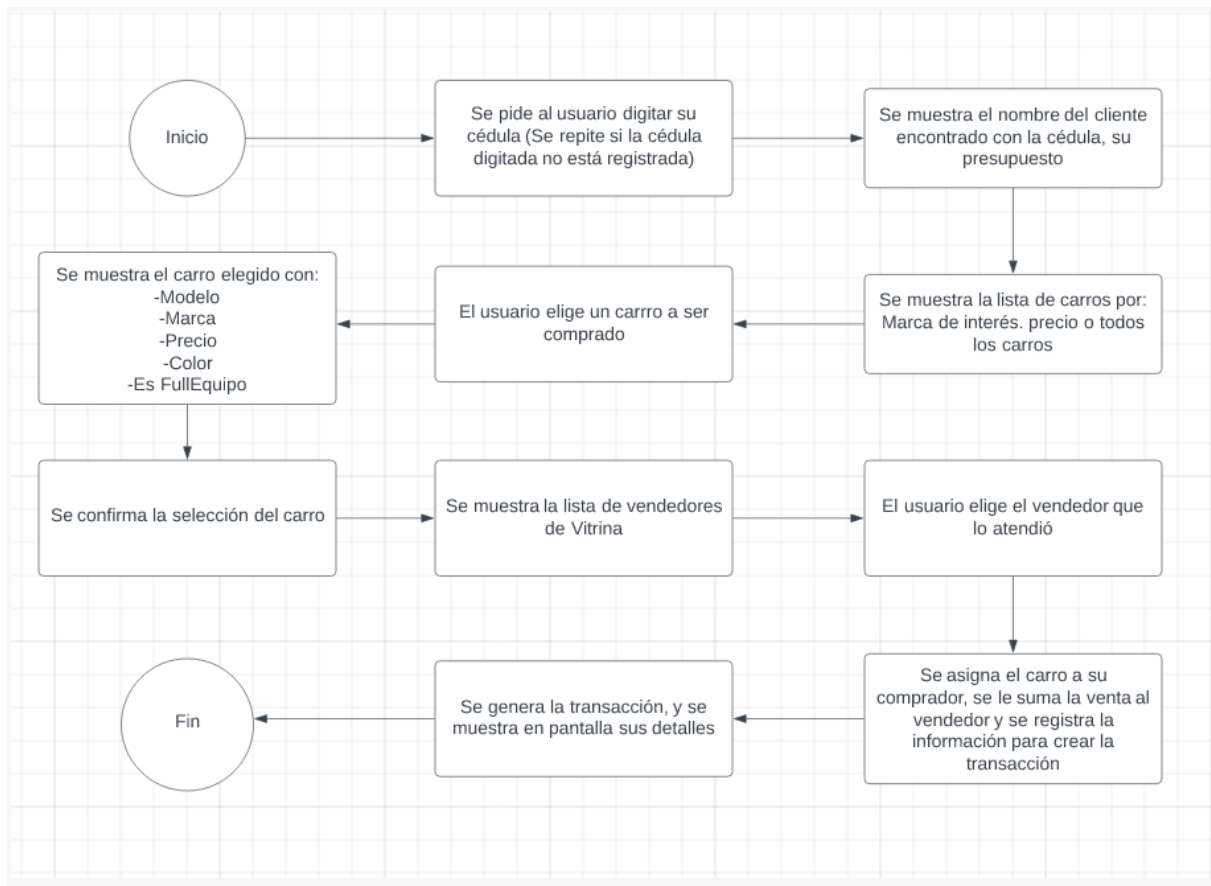 Inicio
Se pide al usuario digitar su
cédula (Se repite si la cédula
digitada no está registrada)
Se muestra el nombre del cliente
encontrado con la cédula, su
presupuesto
Se muestra la lista de carros por:
Marca de interés. precio o todos
los carros
El usuario elige un carrro a ser
comprado
Se muestra el carro elegido con:
-Modelo
-Marca
-Precio
-Color
-Es FullEquipo
Se confirma la selección del carro
Se muestra la lista de vendedores
de Vitrina
El usuario elige el vendedor que
lo atendió
Se asigna el carro a su
comprador, se le suma la venta al
vendedor y se registra la
información para crear la
transacción
Se genera la transacción, y se
muestra en pantalla sus detalles
Fin